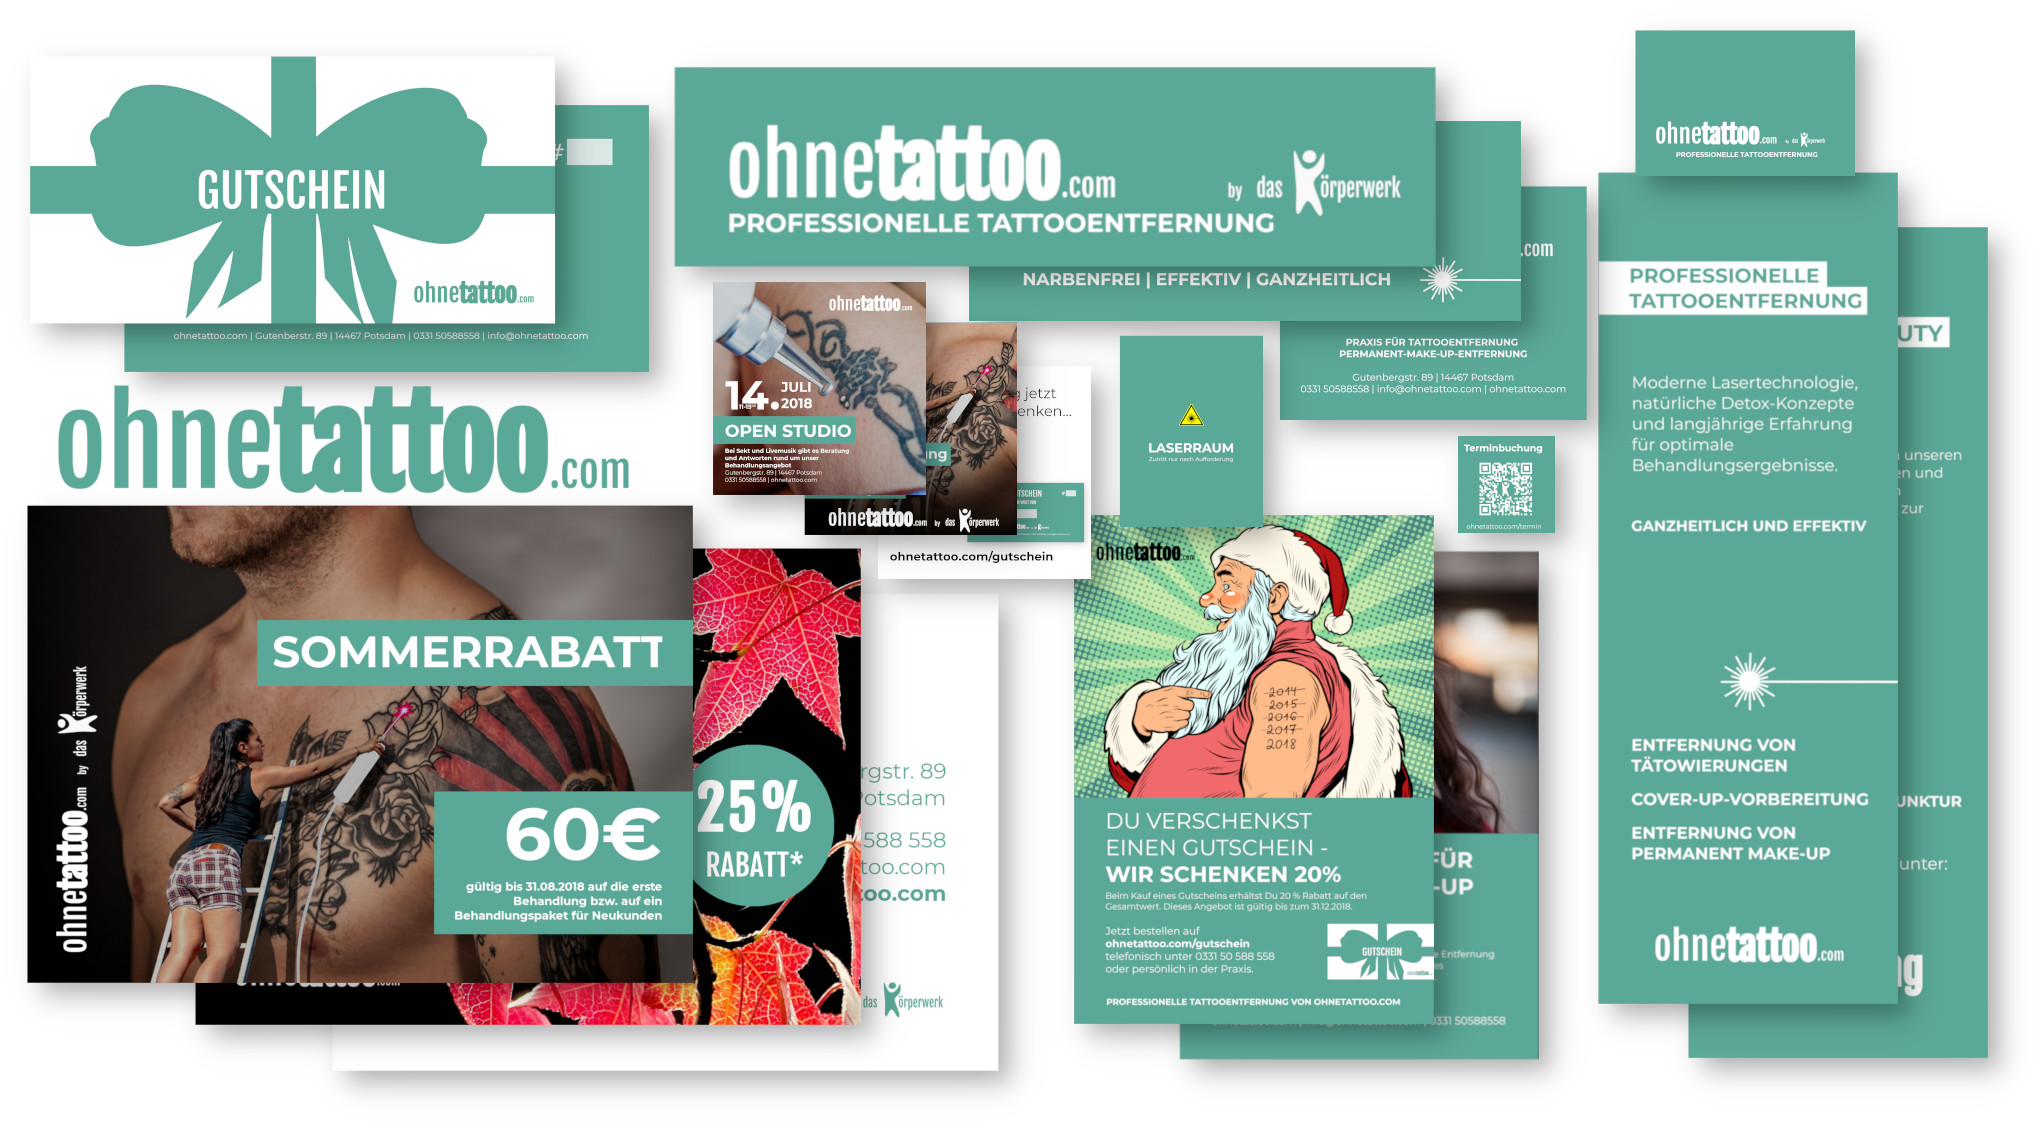 GUTSCHEIN
ohnetattoo.com
#
ohnetattoo.com | Gutenberstr. 89 | 14467 Potsdam | 0331 50588558 | info@ohnetattoo.com
ohnetattoo.com
ohnetattoo.com
by das Körperwerk
PROFESSIONELLE TATTOOENTFERNUNG
NARBENFREI | EFFEKTIV | GANZHEITLICH
.com
PRAXIS FÜR TATTOOENTFERNUNG
PERMANENT-MAKE-UP-ENTFERNUNG
Gutenbergstr. 89 | 14467 Potsdam
0331 50588558 | info@ohnetattoo.com | ohnetattoo.com
ohnetattoo.com by das Körperwerk
PROFESSIONELLE TATTOOENTFERNUNG
ohnetattoo.com
14. JULI
2018
OPEN STUDIO
Bei Sekt und Livemusik gibt es Beratung
und Antworten rund um unser
Behandlungsangebot
Gutenbergstr. 89 | 14467 Potsdam
0331 50588558 | ohnetattoo.com
ng
ohnetattoo.com by das Körperwerk
jetzt
enken...
TSCHEIN
#
ohnetattoo.com/gutschein
LASERRAUM
Zutritt nur nach Aufforderung
Terminbuchung
ohnetattoo.com/termin
SOMMERRABATT
60€
gültig bis 31.08.2018 auf die erste
Behandlung bzw. auf ein
Behandlungspaket für Neukunden
ohnetattoo.com by das Körperwerk
25%
RABATT*
rgstr. 89
otsdam
588 558
too.com
too.com
das Körperwerk
ohnetattoo.com
2014
2015
2016
2017
2018
DU VERSCHENKST
EINEN GUTSCHEIN -
WIR SCHENKEN 20%
Beim Kauf eines Gutscheins erhältst Du 20 % Rabatt auf den
Gesamtwert. Dieses Angebot ist gültig bis zum 31.12.2018.
Jetzt bestellen auf
ohnetattoo.com/gutschein
telefonisch unter 0331 50 588 558
oder persönlich in der Praxis.
GUTSCHEIN
PROFESSIONELLE TATTOOENTFERNUNG VON OHNETATTOO.COM
FÜR
-UP
Entfernung
es
0331 50588558
PROFESSIONELLE
TATTOOENTFERNUNG
Moderne Lasertechnologie,
natürliche Detox-Konzepte
und langjährige Erfahrung
für optimale
Behandlungsergebnisse.
GANZHEITLICH UND EFFEKTIV
ENTFERNUNG VON
TÄTOWIERUNGEN
COVER-UP-VORBEREITUNG
ENTFERNUNG VON
PERMANENT MAKE-UP
ohnetattoo.com
UTY
unseren
en und
zur
UNKTUR
unter:
ng